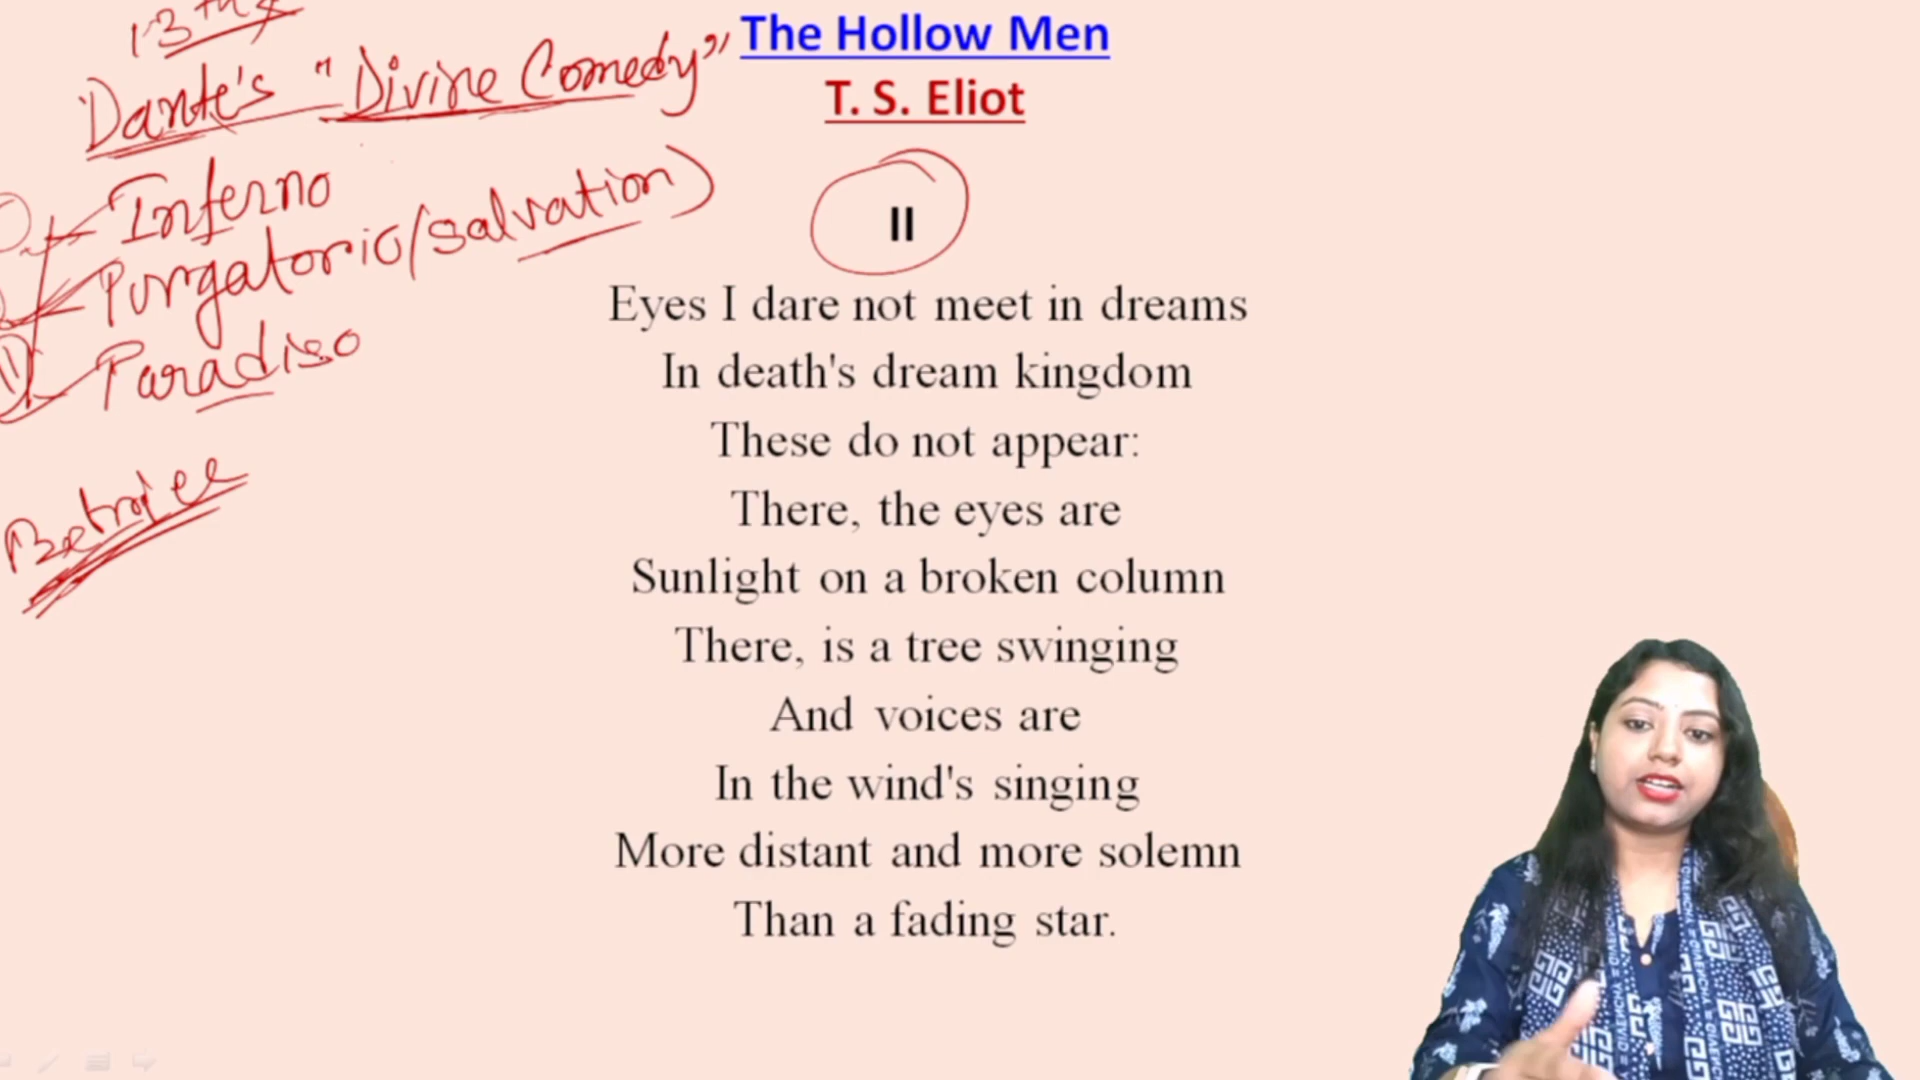 13th
Dante's "Divine Comedy"
Inferno
Purgatorio (salvation)
Paradiso
The Hollow Men
T. S. Eliot
II
Eyes I dare not meet in dreams
In death's dream kingdom
These do not appear:
There, the eyes are
Sunlight on a broken column
There, is a tree swinging
And voices are
In the wind's singing
More distant and more solemn
Than a fading star.